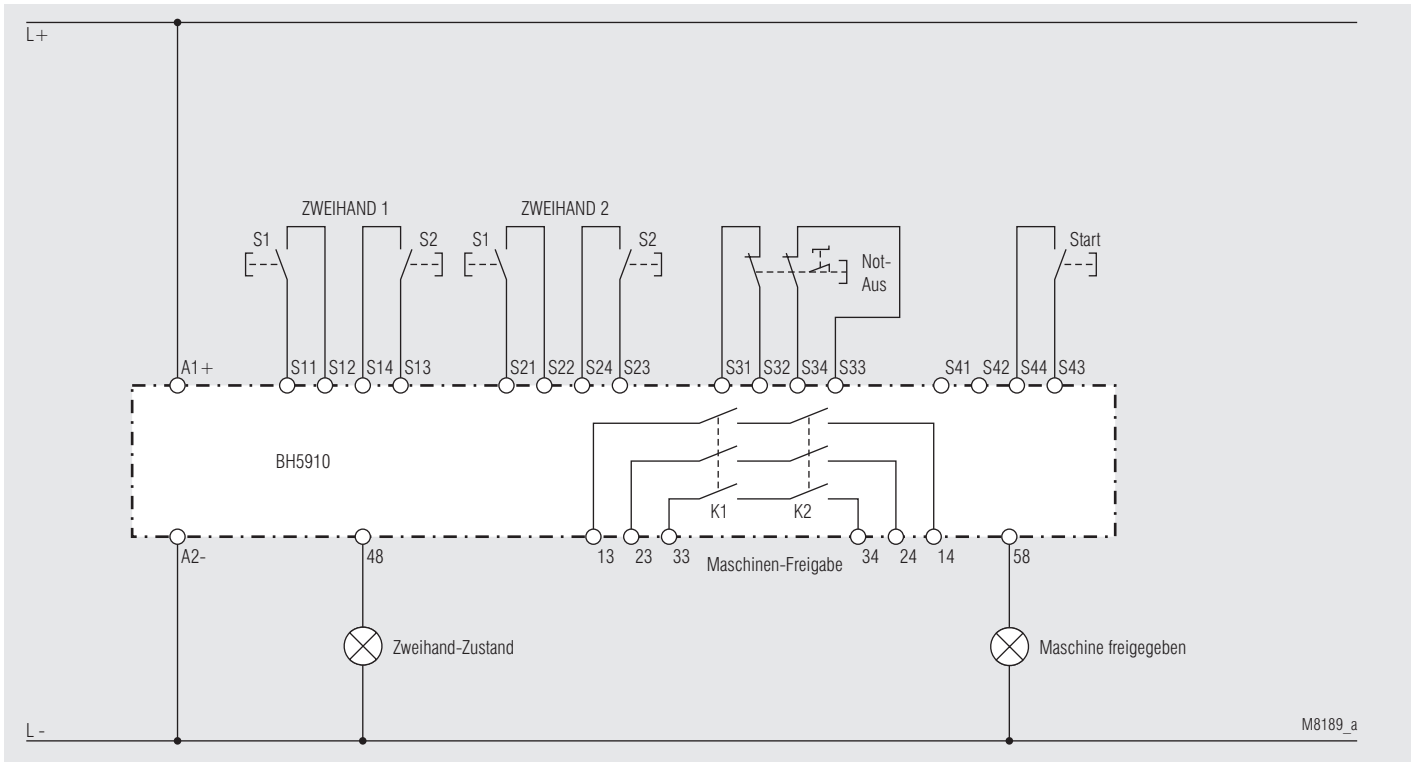 L+
ZWEIHAND 1 ZWEIHAND 2
S1 S2 S1 S2 Start
Not-
Aus
A1+ S11 S12 S14 S13 S21 S22 S24 S23 S31 S32 S34 S33 S41 S42 S44 S43
BH5910
K1 K2
A2- 48 13 23 33 Maschinen-Freigabe 34 24 14 58
Zweihand-Zustand Maschine freigegeben
L - M8189_a